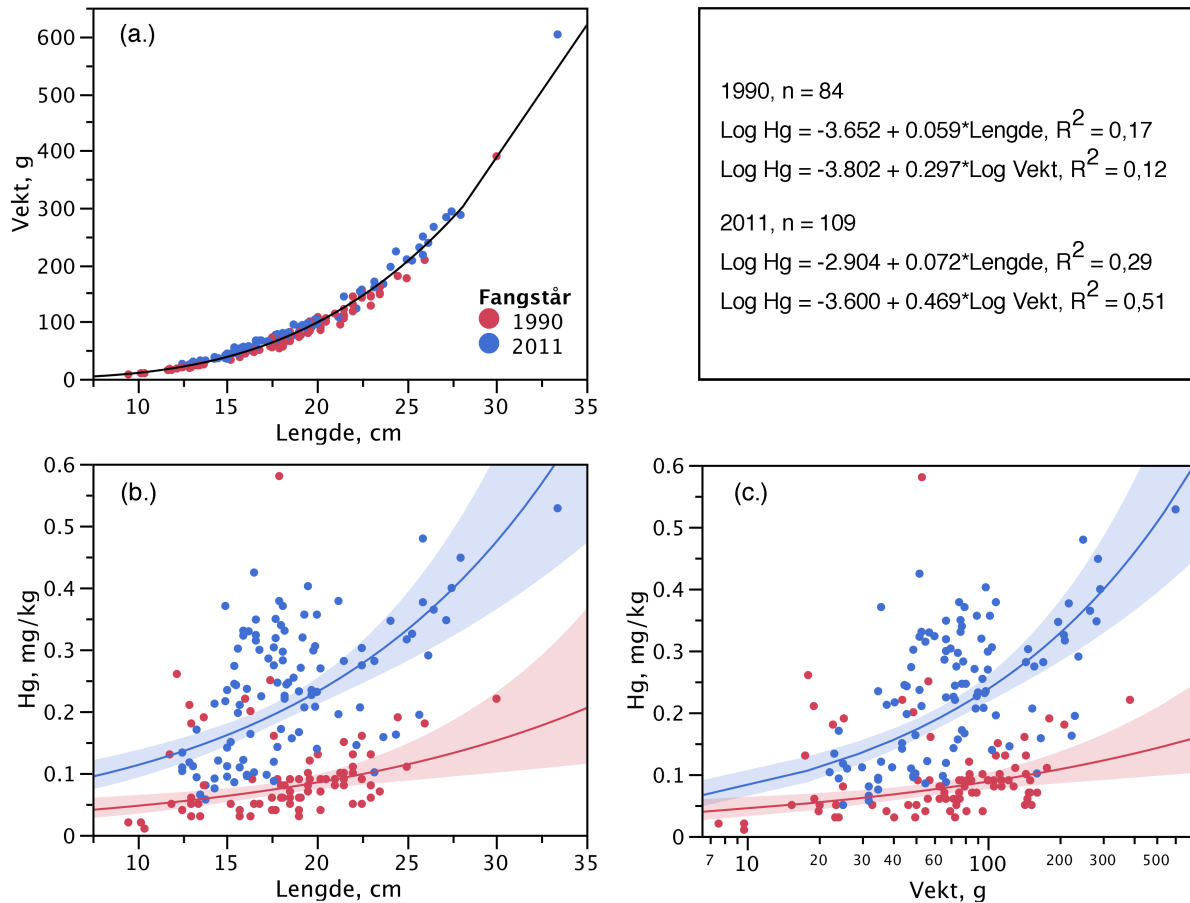 (a.)
600
500
400
300
200
100
0
Vekt, g
10 15 20 25 30 35
Lengde, cm
Fangstår
1990
2011
1990, n = 84
Log Hg = -3.652 + 0.059*Lengde, R2 = 0,17
Log Hg = -3.802 + 0.297*Log Vekt, R2 = 0,12
2011, n = 109
Log Hg = -2.904 + 0.072*Lengde, R2 = 0,29
Log Hg = -3.600 + 0.469*Log Vekt, R2 = 0,51
(b.)
0.6
0.5
0.4
0.3
0.2
0.1
0
Hg, mg/kg
10 15 20 25 30 35
Lengde, cm
(c.)
0.6
0.5
0.4
0.3
0.2
0.1
0
Hg, mg/kg
7 10 20 30 40 60 100 200 300 500
Vekt, g